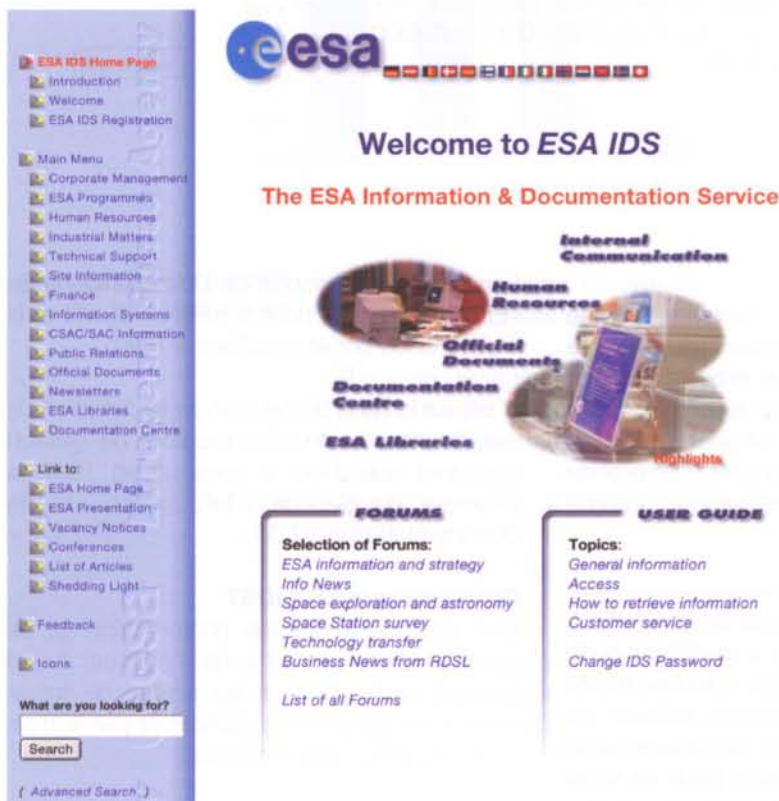 ESA IDS Home Page
Introduction
Welcome
ESA IDS Registration
Main Menu
Corporate Management
ESA Programmes
Human Resources
Industrial Matters
Technical Support
Site Information
Finance
Information Systems
CSAC/SAC Information
Public Relations
Official Documents
Newsletters
ESA Libraries
Documentation Centre
Link to:
ESA Home Page
ESA Presentation
Vacancy Notices
Conferences
List of Articles
Shedding Light
Feedback
Icons
What are you looking for?
Search
( Advanced Search )
esa
Welcome to ESA IDS
The ESA Information & Documentation Service
Internal
Communication
Human
Resources
Official
Documents
Documentation
Centre
ESA Libraries
Highlights
FORUMS
Selection of Forums:
ESA information and strategy
Info News
Space exploration and astronomy
Space Station survey
Technology transfer
Business News from RDSL
List of all Forums
USER GUIDE
Topics:
General information
Access
How to retrieve information
Customer service
Change IDS Password